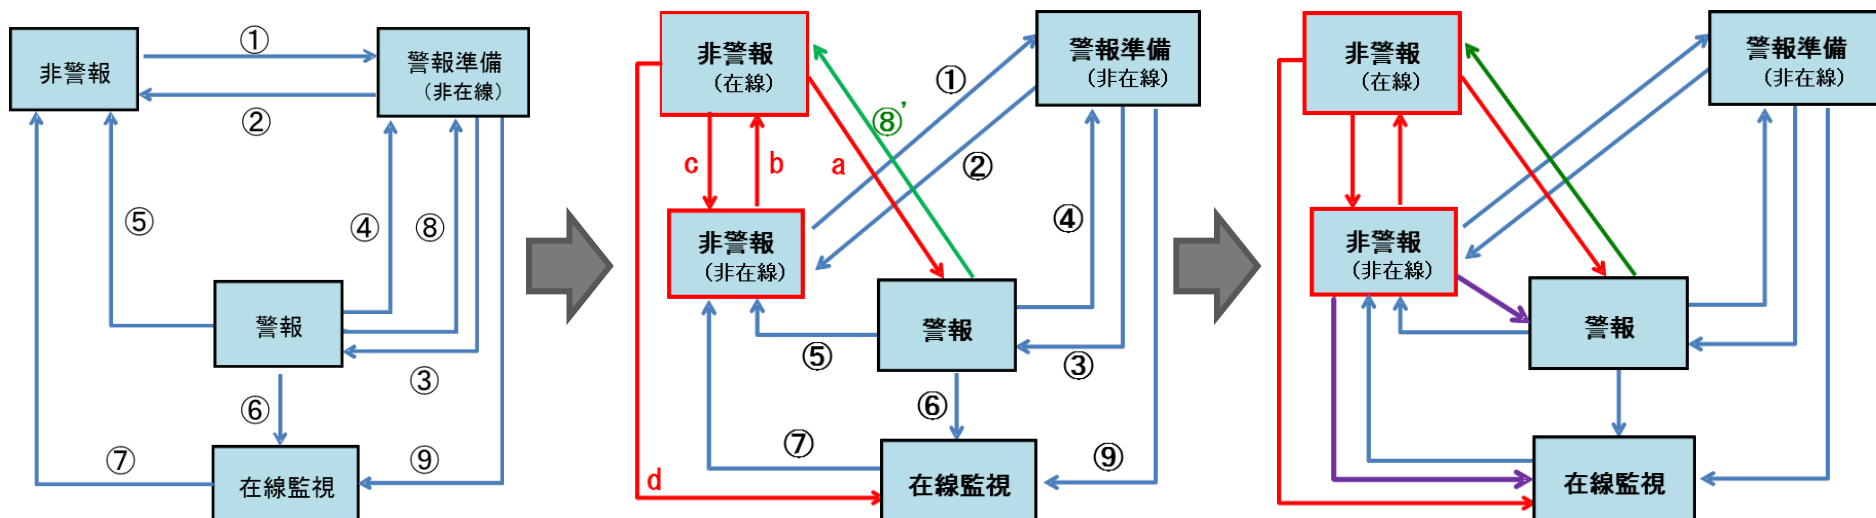 非警報
①
警報準備
（非在線）
②
⑤
④
⑧
警報
③
⑥
⑦
⑨
在線監視
非警報
（在線）
①
警報準備
（非在線）
⑧’
c
b
a
②
非警報
（非在線）
④
警報
⑤
③
⑥
⑦
⑨
d
在線監視
非警報
（在線）
警報準備
（非在線）
非警報
（非在線）
警報
在線監視